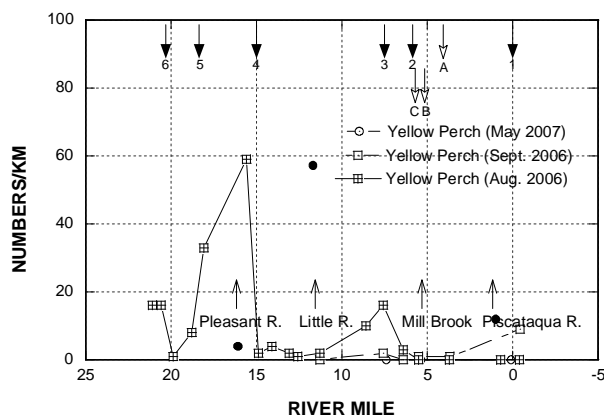 100
80
60
40
20
0
NUMBERS/KM
6 5 4 3 2 A 1
C B
Yellow Perch (May 2007)
Yellow Perch (Sept. 2006)
Yellow Perch (Aug. 2006)
Pleasant R. Little R. Mill Brook Piscataqua R.
25 20 15 10 5 0 -5
RIVER MILE